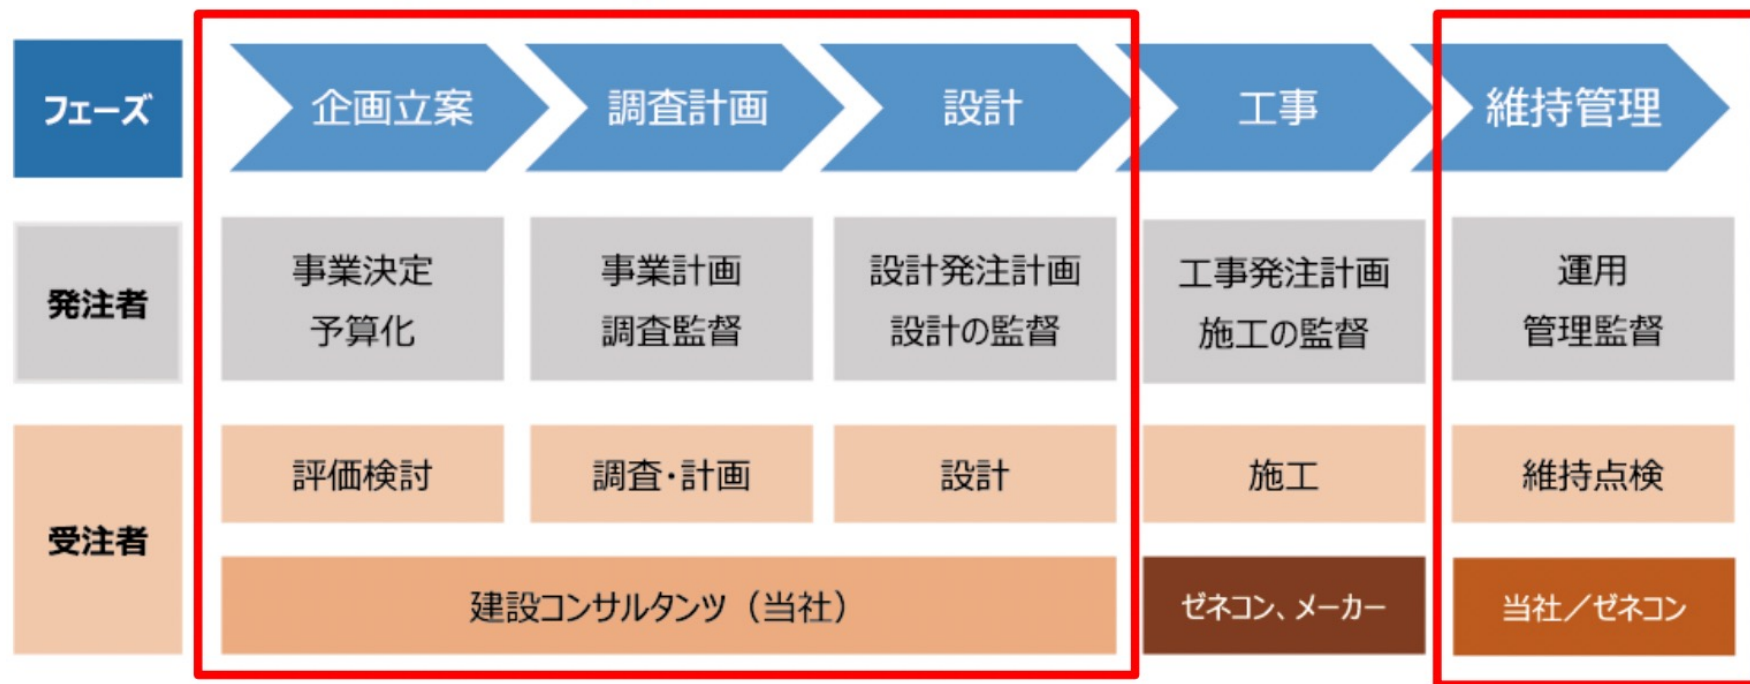 フェーズ
企画立案
調査計画
設計
工事
維持管理
発注者
事業決定
予算化
事業計画
調査監督
設計発注計画
設計の監督
工事発注計画
施工の監督
運用
管理監督
受注者
評価検討
調査・計画
設計
施工
維持点検
建設コンサルタンツ（当社）
ゼネコン、メーカー
当社／ゼネコン